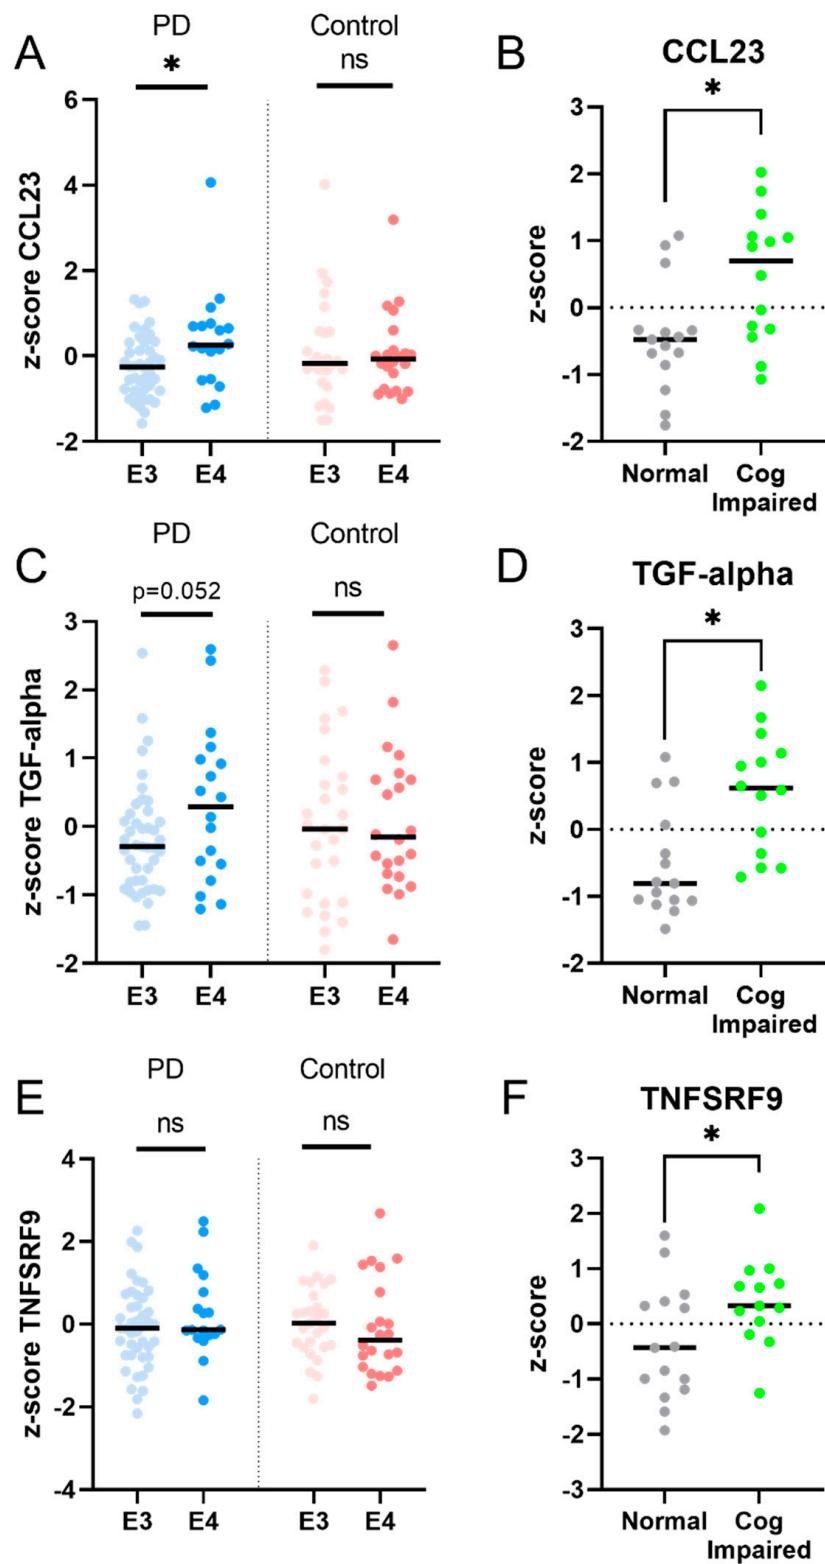 A
PD
Control
*
ns
z-score CCL23
6
4
2
0
-2
E3
E4
E3
E4
B
CCL23
*
z-score
3
2
1
0
-1
-2
Normal
Cog
Impaired
C
PD
Control
p=0.052
ns
z-score TGF-alpha
3
2
1
0
-1
-2
E3
E4
E3
E4
D
TGF-alpha
*
z-score
3
2
1
0
-1
-2
Normal
Cog
Impaired
E
PD
Control
ns
ns
z-score TNFSRF9
4
2
0
-2
-4
E3
E4
E3
E4
F
TNFSRF9
*
z-score
3
2
1
0
-1
-2
-3
Normal
Cog
Impaired